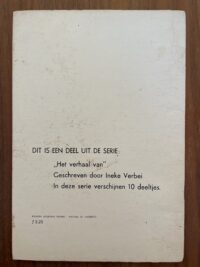 DIT IS EEN DEEL UIT DE SERIE
„Het verhaal van"
Geschreven door Ineke Verbei
In deze serie verschijnen 10 deeltjes.